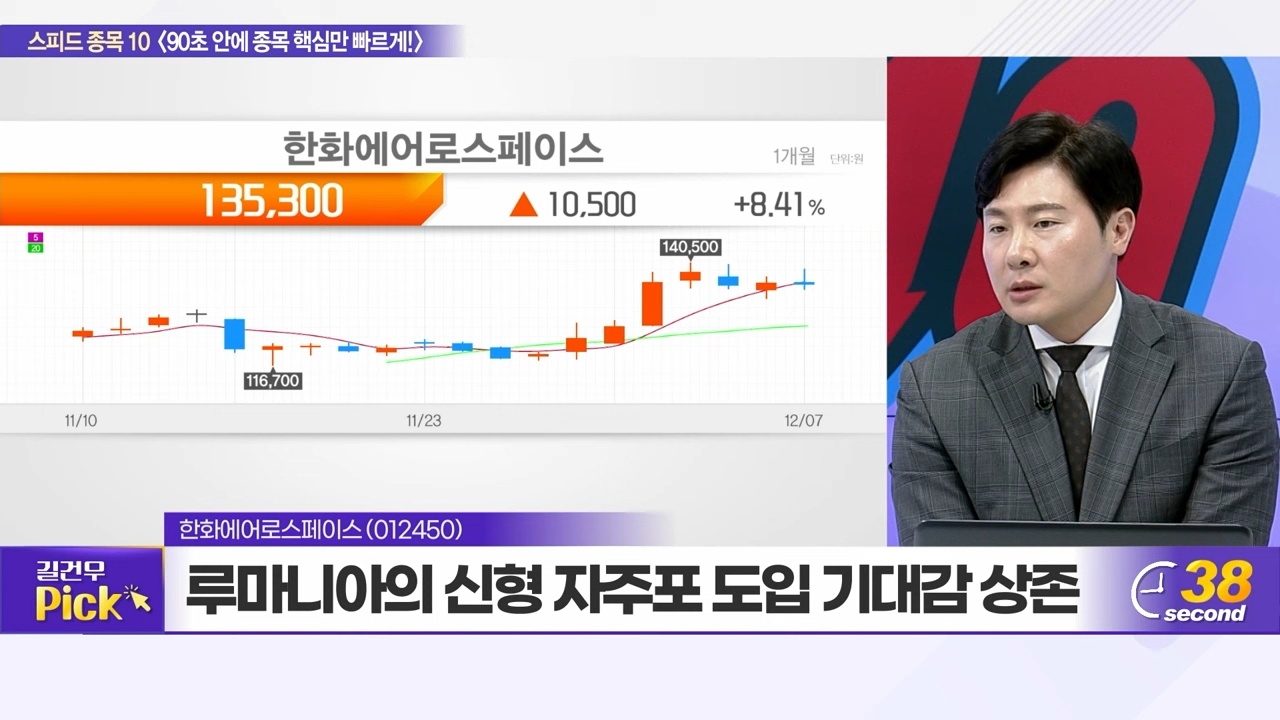 스피드 종목 10 〈90초 안에 종목 핵심만 빠르게!〉
한화에어로스페이스
1개월 단위:원
135,300 ▲ 10,500 +8.41%
5
20
140,500
116,700
11/10 11/23 12/07
한화에어로스페이스 (012450)
길건무
Pick
루마니아의 신형 자주포 도입 기대감 상존
38
second